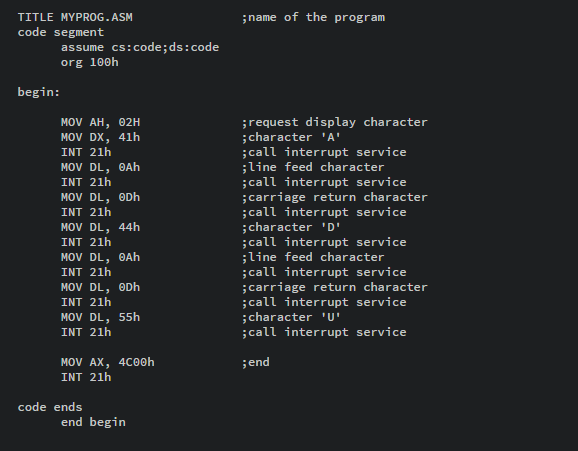 TITLE MYPROG.ASM ;name of the program
code segment
assume cs:code;ds:code
org 100h
begin:
MOV AH, 02H ;request display character
MOV DX, 41h ;character 'A'
INT 21h ;call interrupt service
MOV DL, 0Ah ;line feed character
INT 21h ;call interrupt service
MOV DL, 0Dh ;carriage return character
INT 21h ;call interrupt service
MOV DL, 44h ;character 'D'
INT 21h ;call interrupt service
MOV DL, 0Ah ;line feed character
INT 21h ;call interrupt service
MOV DL, 0Dh ;carriage return character
INT 21h ;call interrupt service
MOV DL, 55h ;character 'U'
INT 21h ;call interrupt service
MOV AX, 4C00h ;end
INT 21h
code ends
end begin